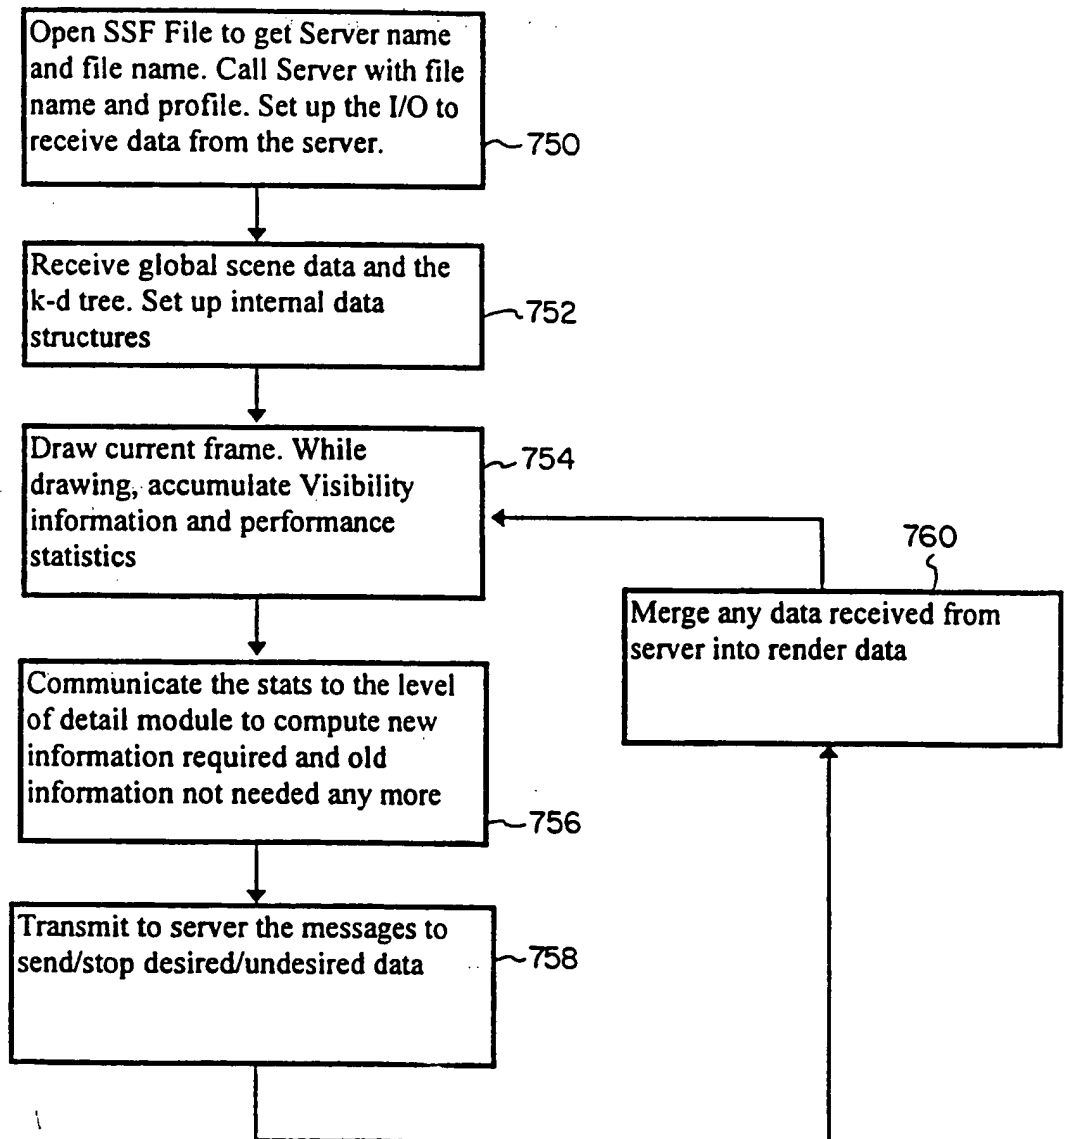 Open SSF File to get Server name
and file name. Call Server with file
name and profile. Set up the I/O to
receive data from the server.
750
Receive global scene data and the
k-d tree. Set up internal data
structures
752
Draw current frame. While
drawing, accumulate Visibility
information and performance
statistics
754
760
Merge any data received from
server into render data
Communicate the stats to the level
of detail module to compute new
information required and old
information not needed any more
756
Transmit to server the messages to
send/stop desired/undesired data
758